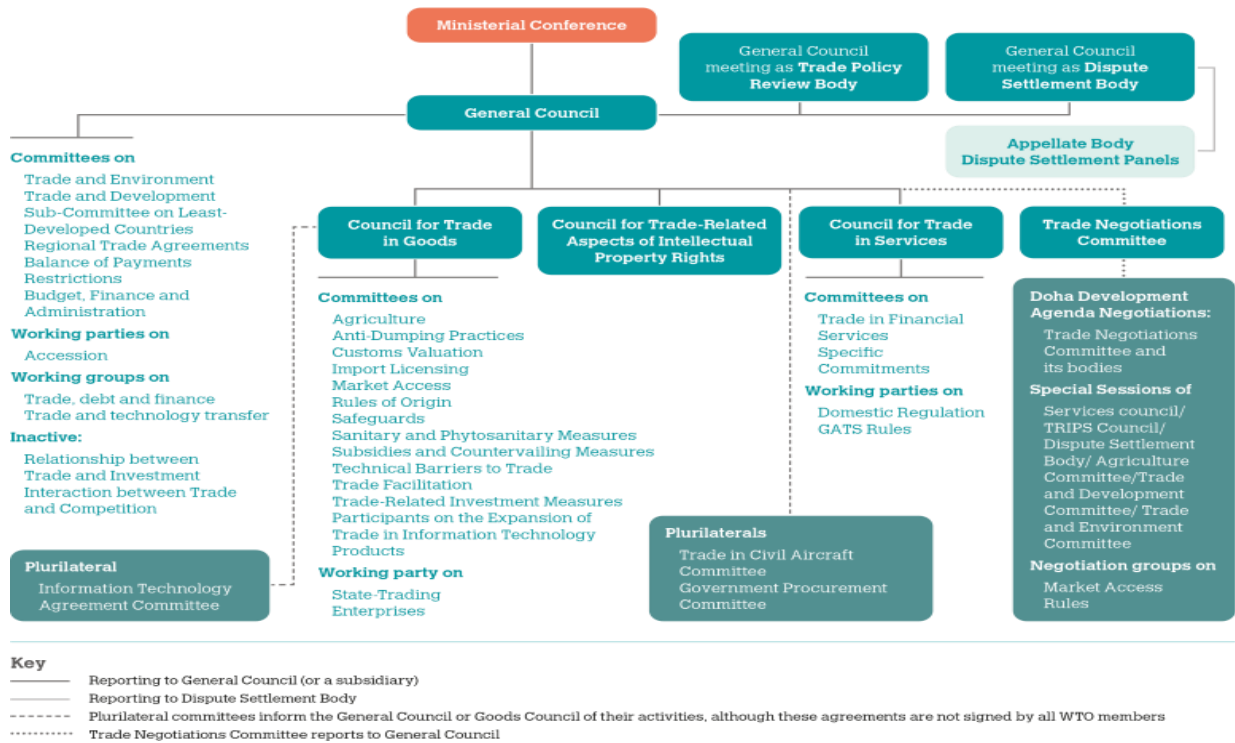 Ministerial Conference
General Council
meeting as Trade Policy
Review Body
General Council
meeting as Dispute
Settlement Body
General Council
Appellate Body
Dispute Settlement Panels
Committees on
Trade and Environment
Trade and Development
Sub-Committee on Least-
Developed Countries
Regional Trade Agreements
Balance of Payments
Restrictions
Budget, Finance and
Administration
Working parties on
Accession
Working groups on
Trade, debt and finance
Trade and technology transfer
Inactive:
Relationship between
Trade and Investment
Interaction between Trade
and Competition
Plurilateral
Information Technology
Agreement Committee
Council for Trade
in Goods
Committees on
Agriculture
Anti-Dumping Practices
Customs Valuation
Import Licensing
Market Access
Rules of Origin
Safeguards
Sanitary and Phytosanitary Measures
Subsidies and Countervailing Measures
Technical Barriers to Trade
Trade Facilitation
Trade-Related Investment Measures
Participants on the Expansion of
Trade in Information Technology
Products
Working party on
State-Trading
Enterprises
Council for Trade-Related
Aspects of Intellectual
Property Rights
Plurilaterals
Trade in Civil Aircraft
Committee
Government Procurement
Committee
Council for Trade
in Services
Committees on
Trade in Financial
Services
Specific
Commitments
Working parties on
Domestic Regulation
GATS Rules
Trade Negotiations
Committee
Doha Development
Agenda Negotiations:
Trade Negotiations
Committee and
its bodies
Special Sessions of
Services council/
TRIPS Council/
Dispute Settlement
Body/ Agriculture
Committee/Trade
and Development
Committee/ Trade
and Environment
Committee
Negotiation groups on
Market Access
Rules
Key
Reporting to General Council (or a subsidiary)
Reporting to Dispute Settlement Body
Plurilateral committees inform the General Council or Goods Council of their activities, although these agreements are not signed by all WTO members
Trade Negotiations Committee reports to General Council